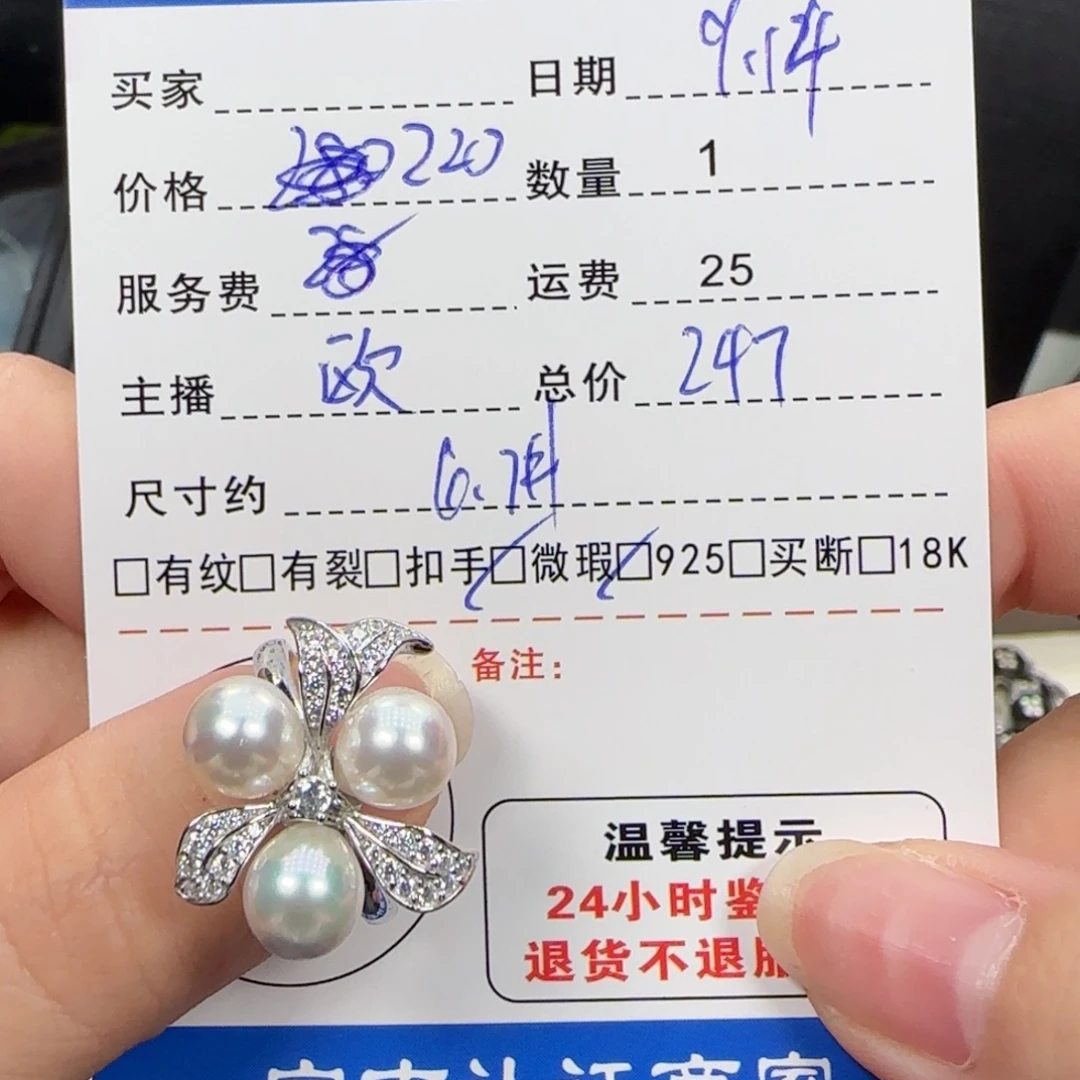 买家 日期 9.14
价格 220 数量 1
服务费 运费 25
主播 欧 总价 247
尺寸约
□有纹□有裂□扣手□微瑕□925□买断□18K
备注:
温馨提示
24小时鉴
退货不退服